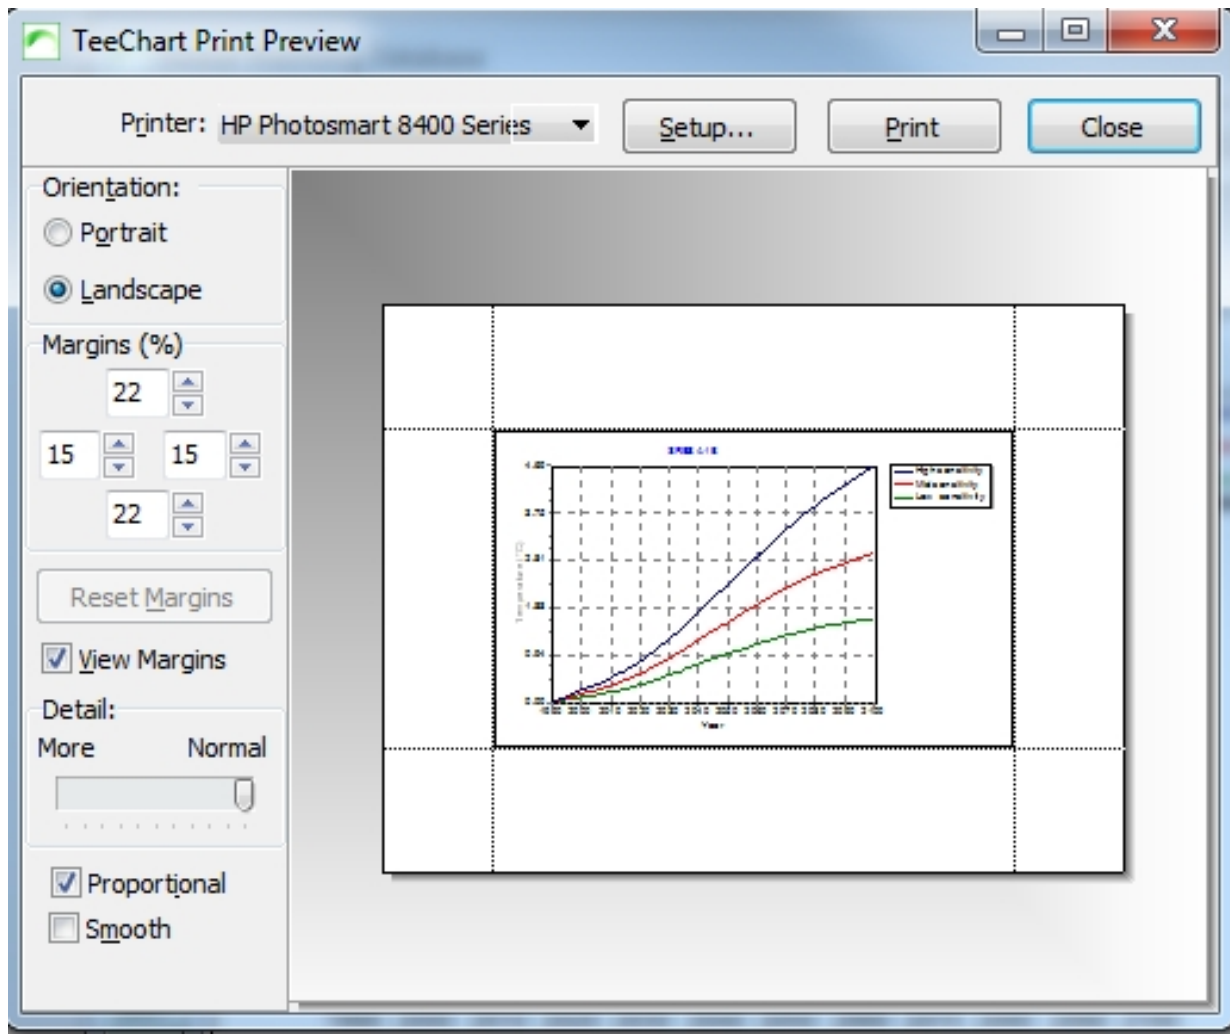 TeeChart Print Preview
Printer: HP Photosmart 8400 Series
Setup...
Print
Close
Orientation:
Portrait
Landscape
Margins (%)
22
15 15
22
Reset Margins
View Margins
Detail:
More Normal
Proportional
Smooth
Year